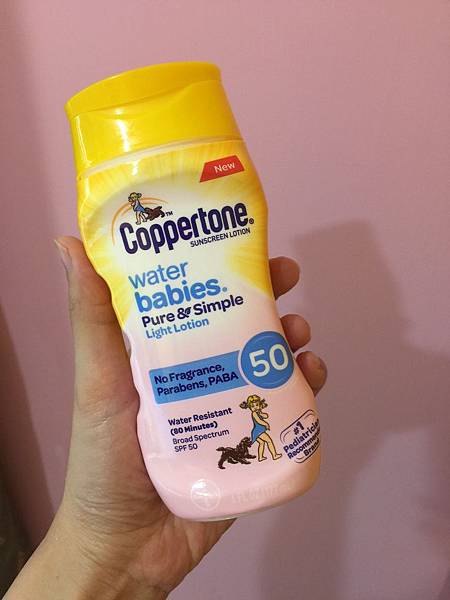 New
Coppertone®
SUNSCREEN LOTION
water
babies®
Pure & Simple
Light Lotion
No Fragrance,
Parabens, PABA
50
Water Resistant
(80 Minutes)
Broad Spectrum
SPF 50
#1
Pediatrician
Recommended
Brand